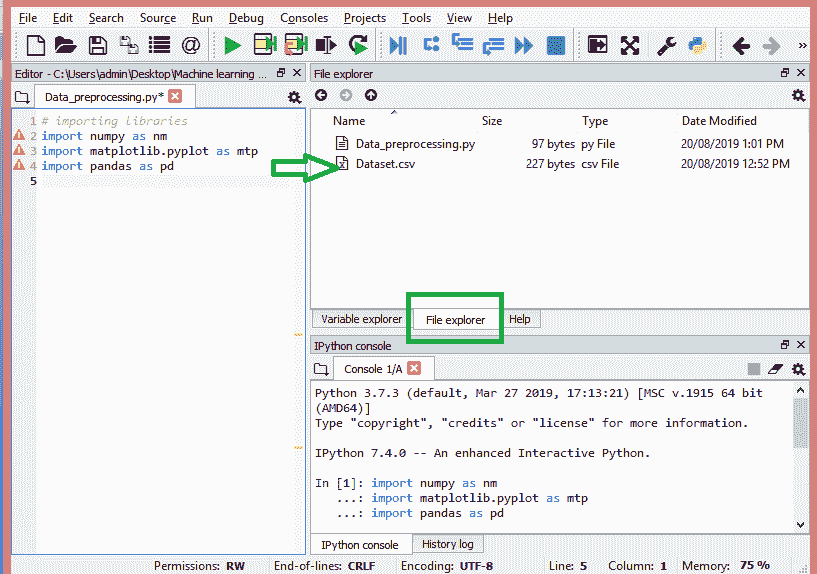 File Edit Search Source Run Debug Consoles Projects Tools View Help
Editor - C:\Users\admin\Desktop\Machine learning ...
Data_preprocessing.py*
1 # importing libraries
2 import numpy as nm
3 import matplotlib.pyplot as mtp
4 import pandas as pd
5
File explorer
Name Size Type Date Modified
Data_preprocessing.py 97 bytes py File 20/08/2019 1:01 PM
Dataset.csv 227 bytes csv File 20/08/2019 12:52 PM
Variable explorer File explorer Help
IPython console
Console 1/A
Python 3.7.3 (default, Mar 27 2019, 17:13:21) [MSC v.1915 64 bit
(AMD64)]
Type "copyright", "credits" or "license" for more information.
IPython 7.4.0 -- An enhanced Interactive Python.
In [1]: import numpy as nm
...: import matplotlib.pyplot as mtp
...: import pandas as pd
IPython console History log
Permissions: RW End-of-lines: CRLF Encoding: UTF-8 Line: 5 Column: 1 Memory: 75 %